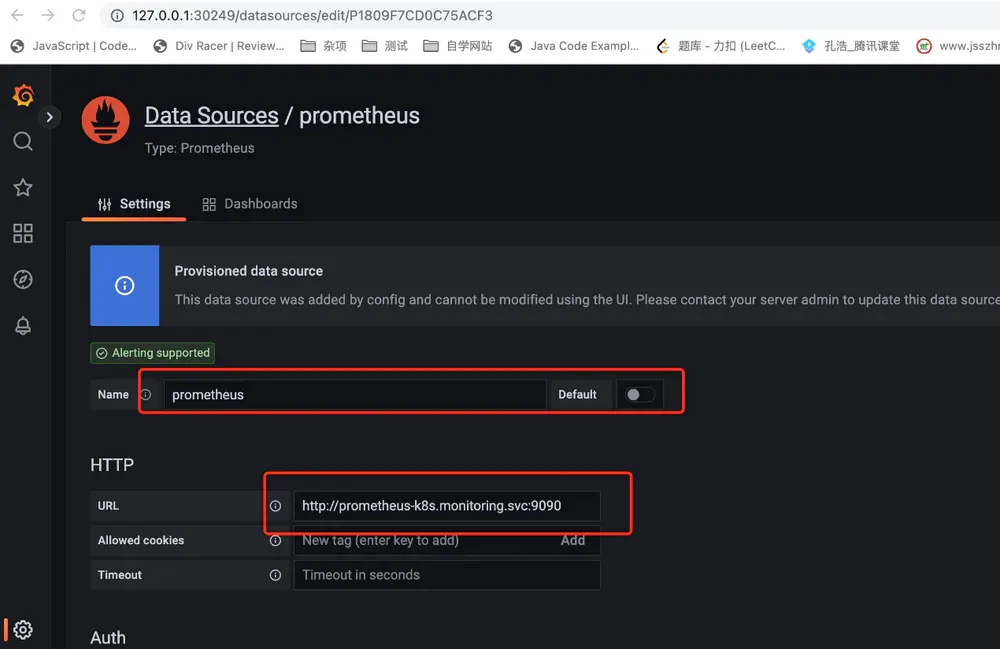 127.0.0.1:30249/datasources/edit/P1809F7CD0C75ACF3
JavaScript | Code... Div Racer | Review... 杂项 测试 自学网站 Java Code Exampl... 题库 - 力扣 (LeetC... 孔浩_腾讯课堂 www.jsszhr
Data Sources / prometheus
Type: Prometheus
Settings Dashboards
Provisioned data source
This data source was added by config and cannot be modified using the UI. Please contact your server admin to update this data source
Alerting supported
Name prometheus Default
HTTP
URL http://prometheus-k8s.monitoring.svc:9090
Allowed cookies New tag (enter key to add) Add
Timeout Timeout in seconds
Auth